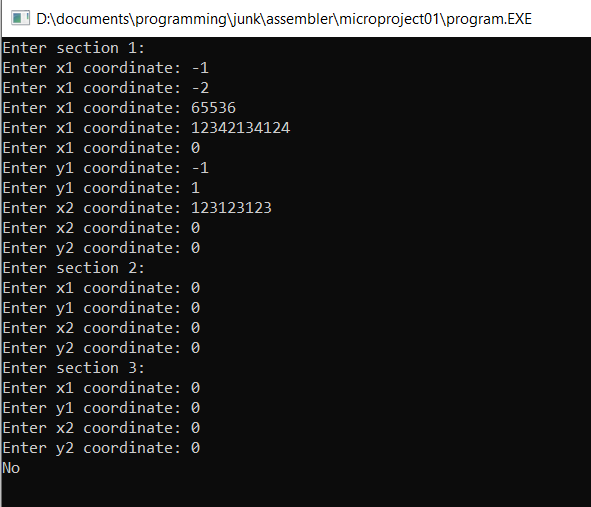 D:\documents\programming\junk\assembler\microproject01\program.EXE
Enter section 1:
Enter x1 coordinate: -1
Enter x1 coordinate: -2
Enter x1 coordinate: 65536
Enter x1 coordinate: 12342134124
Enter x1 coordinate: 0
Enter y1 coordinate: -1
Enter y1 coordinate: 1
Enter x2 coordinate: 123123123
Enter x2 coordinate: 0
Enter y2 coordinate: 0
Enter section 2:
Enter x1 coordinate: 0
Enter y1 coordinate: 0
Enter x2 coordinate: 0
Enter y2 coordinate: 0
Enter section 3:
Enter x1 coordinate: 0
Enter y1 coordinate: 0
Enter x2 coordinate: 0
Enter y2 coordinate: 0
No